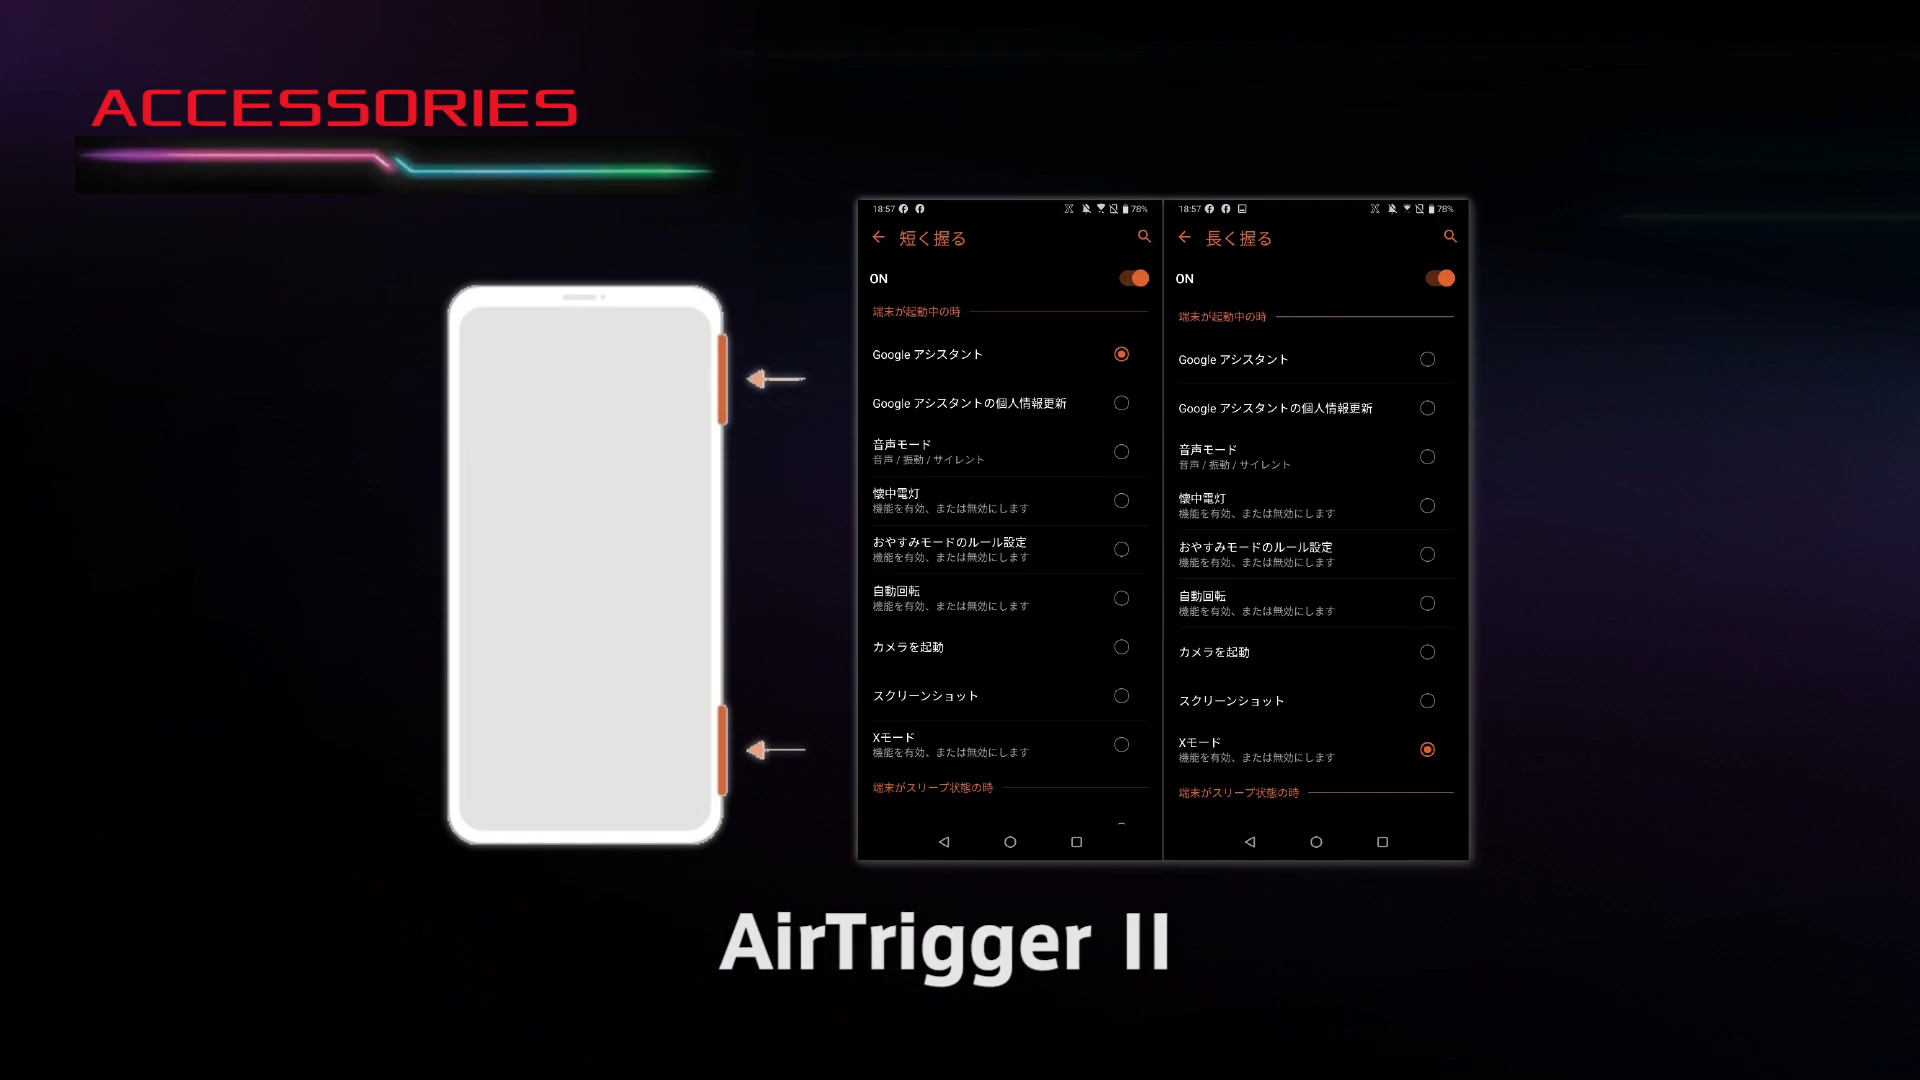 ACCESSORIES
18:57
78%
短く握る
ON
端末が起動中の時
Google アシスタント
Google アシスタントの個人情報更新
音声モード
音声 / 振動 / サイレント
懐中電灯
機能を有効、または無効にします
おやすみモードのルール設定
機能を有効、または無効にします
自動回転
機能を有効、または無効にします
カメラを起動
スクリーンショット
Xモード
機能を有効、または無効にします
端末がスリープ状態の時
18:57
78%
長く握る
ON
端末が起動中の時
Google アシスタント
Google アシスタントの個人情報更新
音声モード
音声 / 振動 / サイレント
懐中電灯
機能を有効、または無効にします
おやすみモードのルール設定
機能を有効、または無効にします
自動回転
機能を有効、または無効にします
カメラを起動
スクリーンショット
Xモード
機能を有効、または無効にします
端末がスリープ状態の時
AirTrigger II